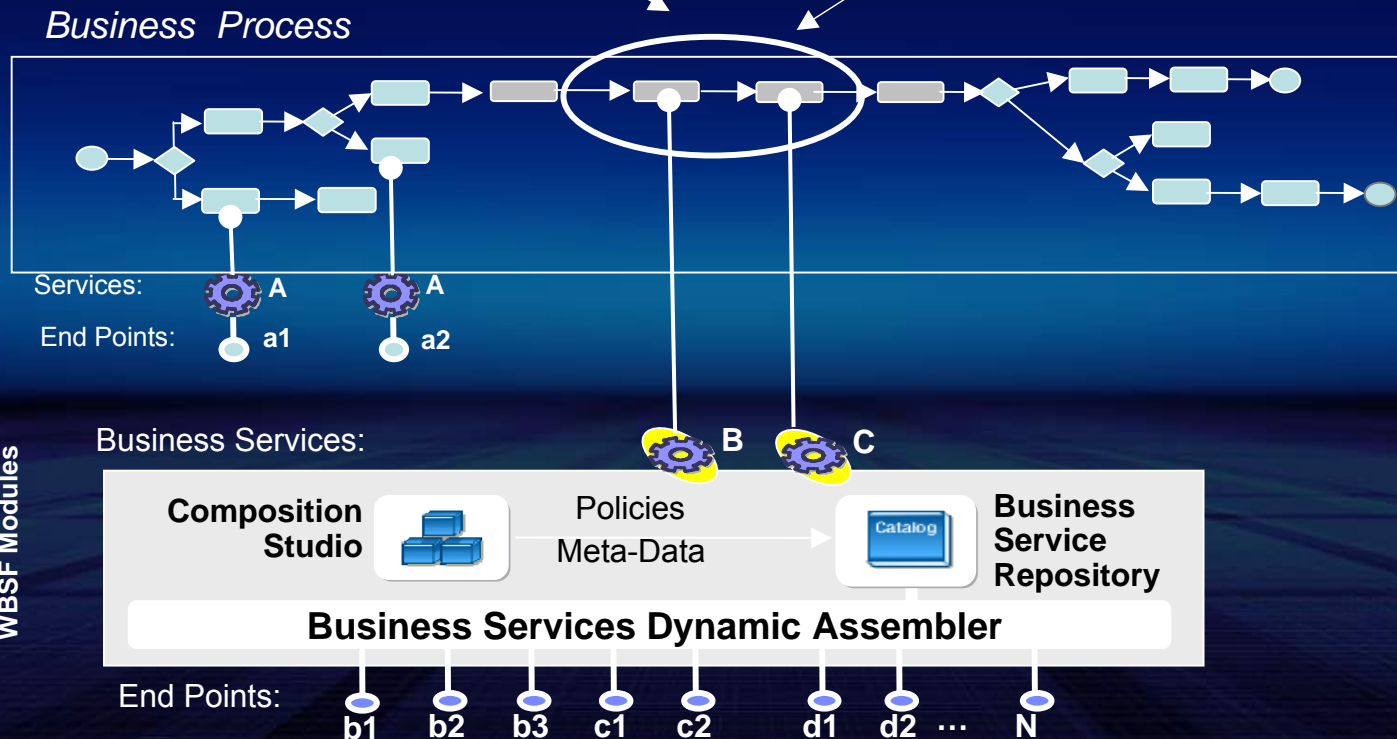 Business Process
Services:
A
A
End Points:
a1
a2
Business Services:
B
C
WBSF Modules
Composition
Studio
Policies
Meta-Data
Catalog
Business
Service
Repository
Business Services Dynamic Assembler
End Points:
b1
b2
b3
c1
c2
d1
d2
...
N